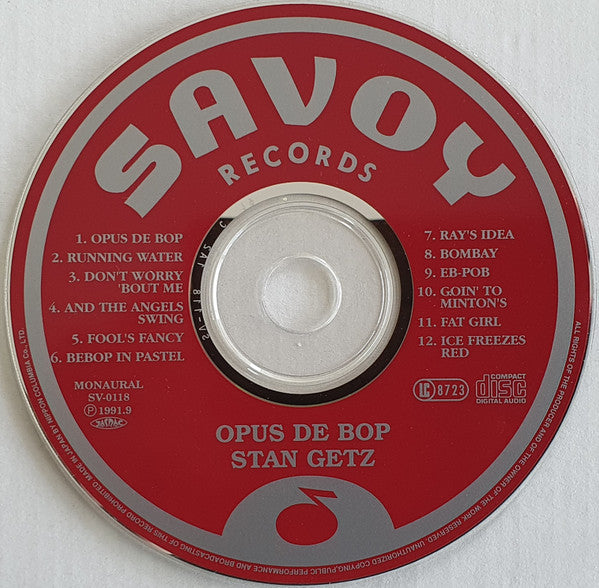 SAVOY
RECORDS
1. OPUS DE BOP
2. RUNNING WATER
3. DON'T WORRY
'BOUT ME
4. AND THE ANGELS
SWING
5. FOOL'S FANCY
6. BEBOP IN PASTEL
7. RAY'S IDEA
8. BOMBAY
9. EB-POB
10. GOIN' TO
MINTON'S
11. FAT GIRL
12. ICE FREEZES
RED
MONAURAL
SV-0118
Ⓟ 1991.9
LC 8723
COMPACT
disc
DIGITAL AUDIO
OPUS DE BOP
STAN GETZ
ALL RIGHTS OF THE PRODUCER AND OF THE OWNER OF THE WORK RESERVED. UNAUTHORIZED COPYING, PUBLIC PERFORMANCE AND BROADCASTING OF THIS RECORD PROHIBITED. MADE IN JAPAN BY NIPPON COLUMBIA Co., LTD.